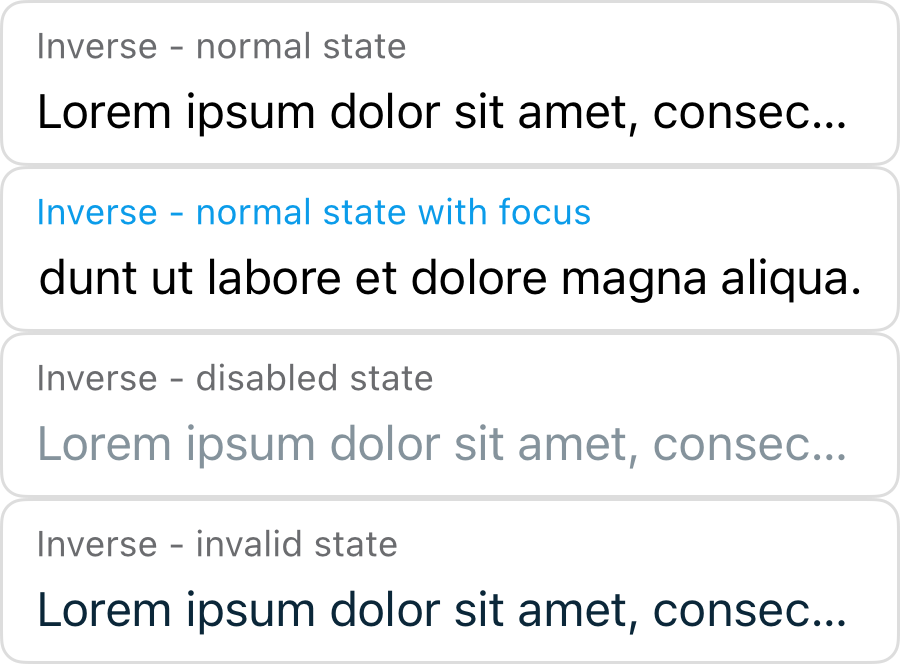 Inverse - normal state
Lorem ipsum dolor sit amet, consec...
Inverse - normal state with focus
dunt ut labore et dolore magna aliqua.
Inverse - disabled state
Lorem ipsum dolor sit amet, consec...
Inverse - invalid state
Lorem ipsum dolor sit amet, consec...